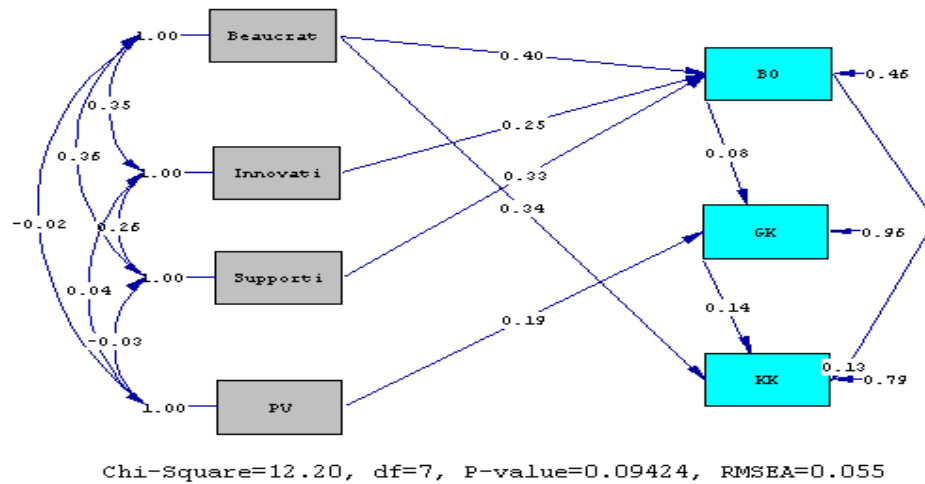 1.00
Beaucrat
0.40
BO
0.46
0.35
0.25
0.08
0.36
1.00
Innovati
0.33
0.34
-0.02
0.26
GK
0.96
1.00
Supporti
0.04
0.14
0.19
-0.03
0.13
KK
0.79
1.00
PV
Chi-Square=12.20, df=7, P-value=0.09424, RMSEA=0.055